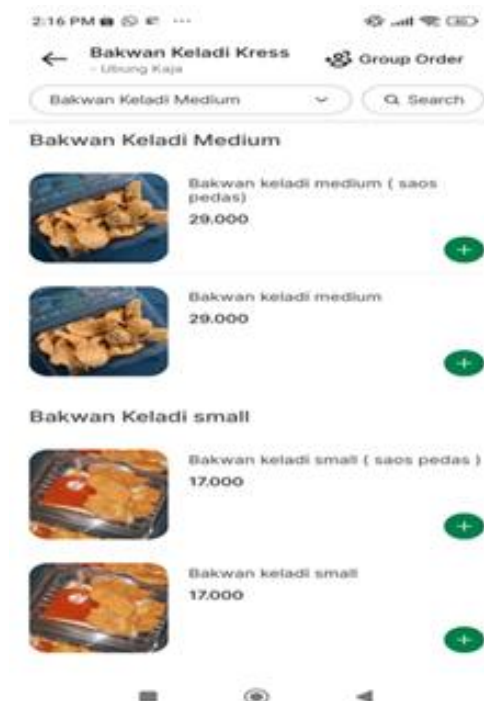 2:16 PM
Bakwan Keladi Kress
- Ubung Kaja
Group Order
Bakwan Keladi Medium
Search
Bakwan Keladi Medium
Bakwan keladi medium ( saos
pedas)
29.000
Bakwan keladi medium
29.000
Bakwan Keladi small
Bakwan keladi small ( saos pedas )
17.000
Bakwan keladi small
17.000